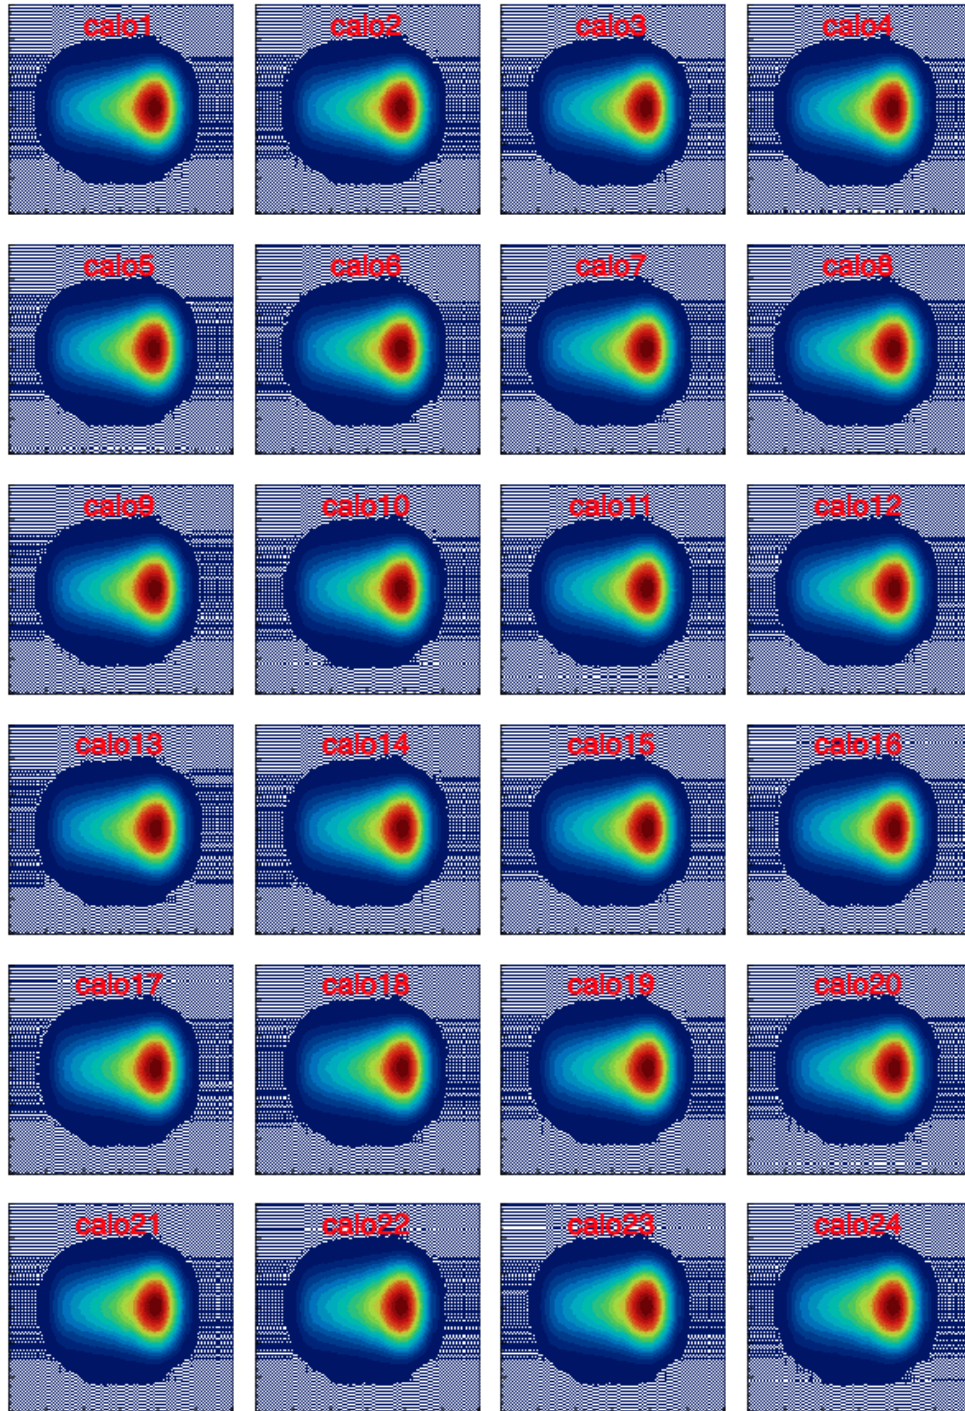 calo1 calo2 calo3 calo4
calo5 calo6 calo7 calo8
calo9 calo10 calo11 calo12
calo13 calo14 calo15 calo16
calo17 calo18 calo19 calo20
calo21 calo22 calo23 calo24